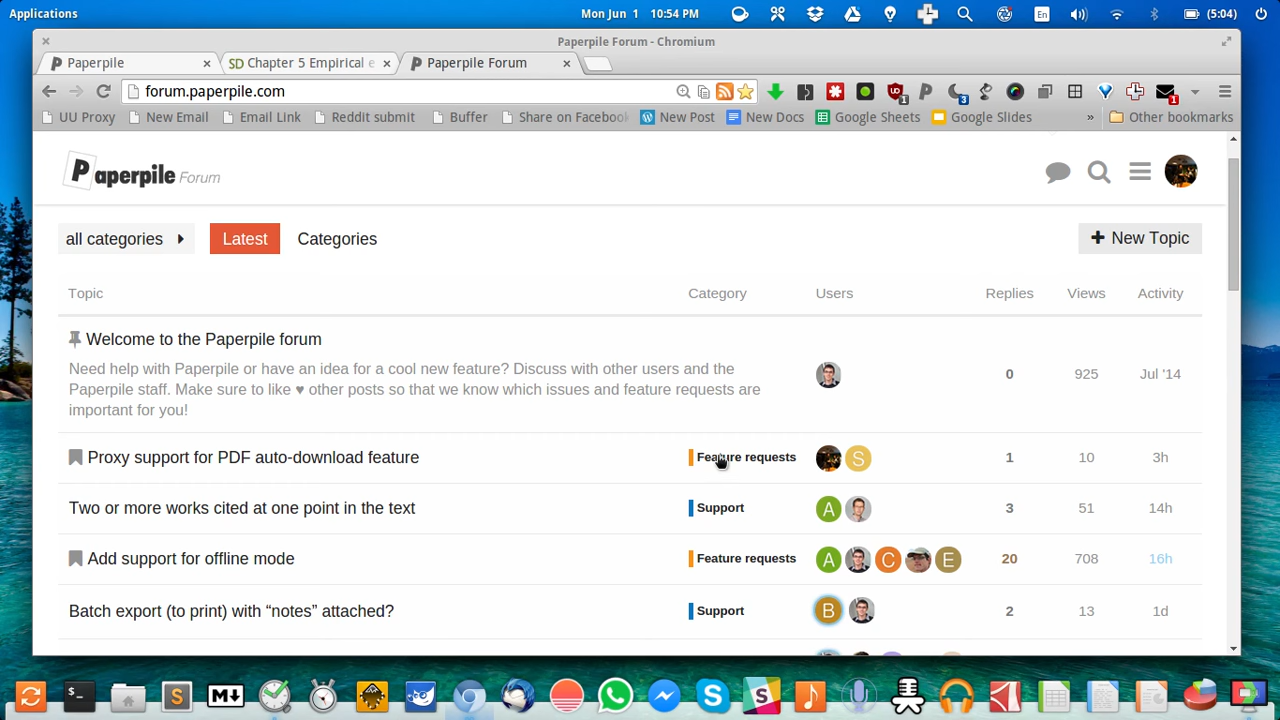 Applications
Mon Jun 1 10:54 PM
En
(5:04)
Paperpile Forum - Chromium
Paperpile
SD Chapter 5 Empirical e
Paperpile Forum
forum.paperpile.com
1
3
1
UU Proxy
New Email
Email Link
Reddit submit
Buffer
Share on Facebook
New Post
New Docs
Google Sheets
Google Slides
»
Other bookmarks
Paperpile Forum
all categories
Latest
Categories
+ New Topic
Topic
Category
Users
Replies
Views
Activity
Welcome to the Paperpile forum
Need help with Paperpile or have an idea for a cool new feature? Discuss with other users and the
Paperpile staff. Make sure to like ♥ other posts so that we know which issues and feature requests are
important for you!
0
925
Jul '14
Proxy support for PDF auto-download feature
Feature requests
S
1
10
3h
Two or more works cited at one point in the text
Support
A
3
51
14h
Add support for offline mode
Feature requests
A
C
E
20
708
16h
Batch export (to print) with “notes” attached?
Support
B
2
13
1d